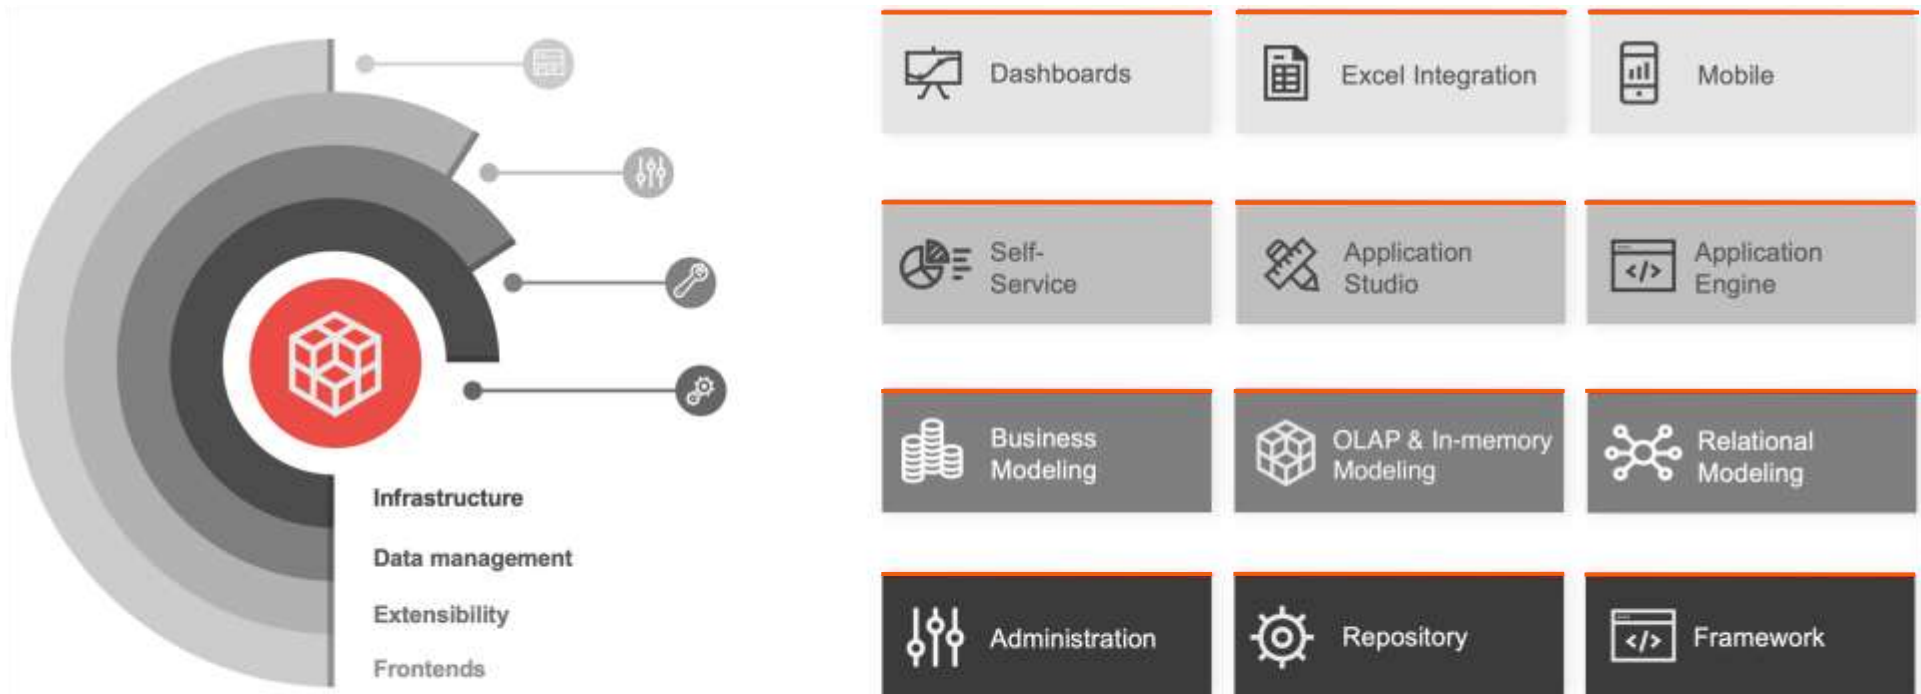 Infrastructure
Data management
Extensibility
Frontends
Dashboards
Excel Integration
Mobile
Self-
Service
Application
Studio
Application
Engine
Business
Modeling
OLAP & In-memory
Modeling
Relational
Modeling
Administration
Repository
Framework